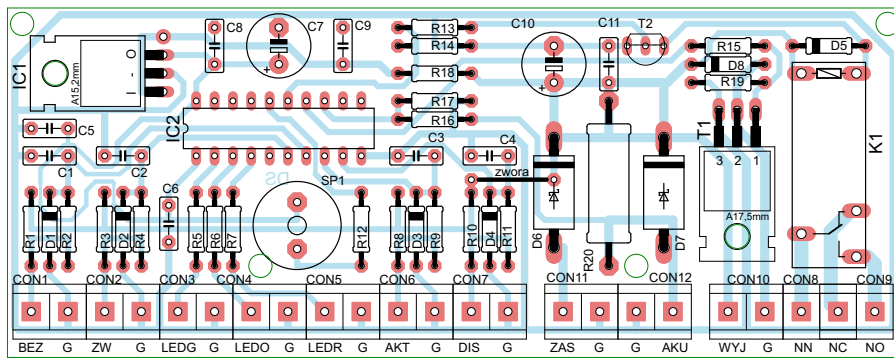 C8 C7 C9 R13 C10 C11 T2
R14 R15 D5
IC1 A15,2mm I - O + R18 + D8
R19
R17
IC2 R16 T1 K1
C5 3 2 1
C1 C2 C3 C4
DS SP1 zwora
C6 A17,5mm
R1 D1 R2 R3 D2 R4 R5 R6 R7 R12 R8 D3 R9 R10 D4 R11 D6 R20 D7
CON1 CON2 CON3 CON4 CON5 CON6 CON7 CON11 CON12 CON10 CON8 CON9
BEZ G ZW G LEDG G LEDO G LEDR G AKT G DIS G ZAS G G AKU WYJ G NN NC NO